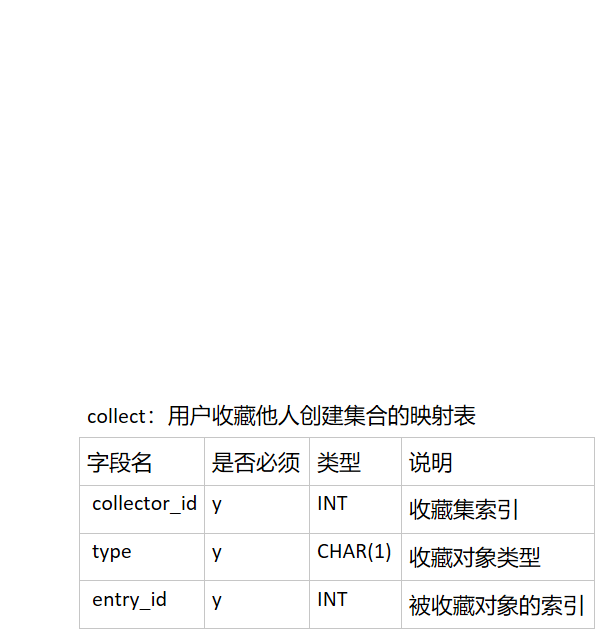 collect：用户收藏他人创建集合的映射表
字段名 是否必须 类型 说明
collector_id y INT 收藏集索引
type y CHAR(1) 收藏对象类型
entry_id y INT 被收藏对象的索引